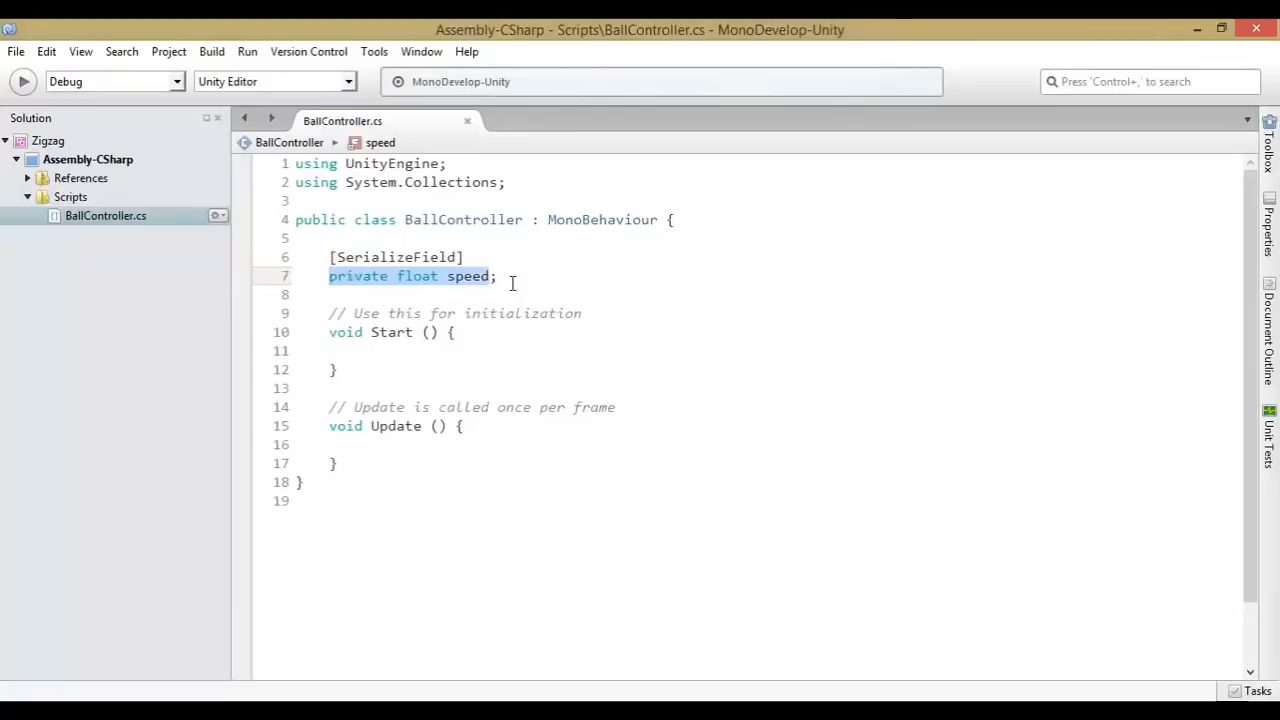 Assembly-CSharp - Scripts\BallController.cs - MonoDevelop-Unity
File Edit View Search Project Build Run Version Control Tools Window Help
Debug Unity Editor MonoDevelop-Unity Press 'Control+,' to search
Solution
BallController.cs
Zigzag
Assembly-CSharp
References
Scripts
BallController.cs
BallController speed
1 using UnityEngine;
2 using System.Collections;
3
4 public class BallController : MonoBehaviour {
5
6 [SerializeField]
7 private float speed;
8
9 // Use this for initialization
10 void Start () {
11
12 }
13
14 // Update is called once per frame
15 void Update () {
16
17 }
18 }
19
Toolbox
Properties
Document Outline
Unit Tests
Tasks